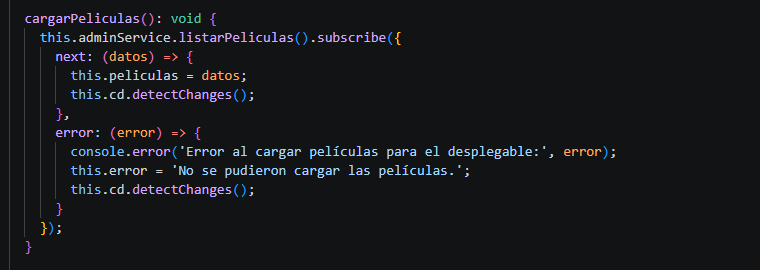 cargarPeliculas(): void {
this.adminService.listarPeliculas().subscribe({
next: (datos) => {
this.peliculas = datos;
this.cd.detectChanges();
},
error: (error) => {
console.error('Error al cargar películas para el desplegable:', error);
this.error = 'No se pudieron cargar las películas.';
this.cd.detectChanges();
}
});
}